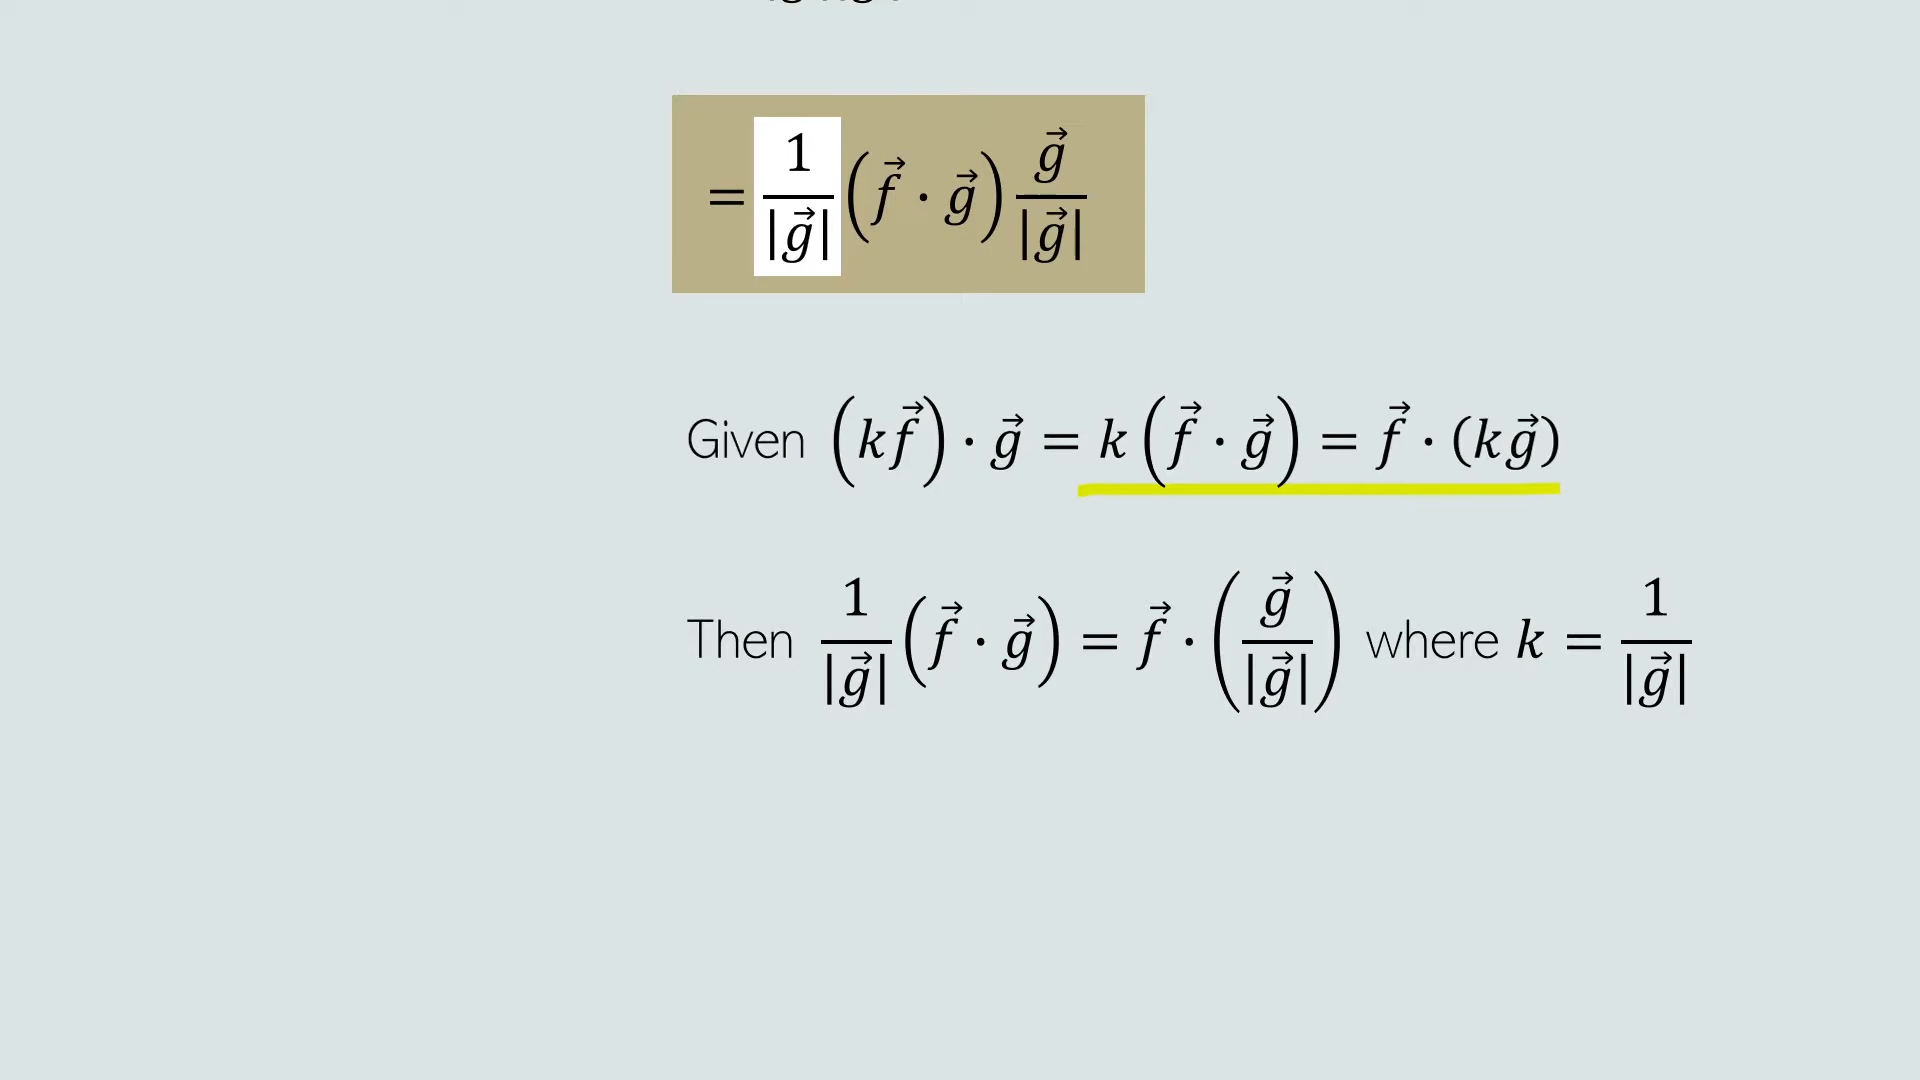 = 1/|g⃗| (f⃗ · g⃗) g⃗/|g⃗|
Given (kf⃗) · g⃗ = k(f⃗ · g⃗) = f⃗ · (kg⃗)
Then 1/|g⃗| (f⃗ · g⃗) = f⃗ · (g⃗/|g⃗|) where k = 1/|g⃗|